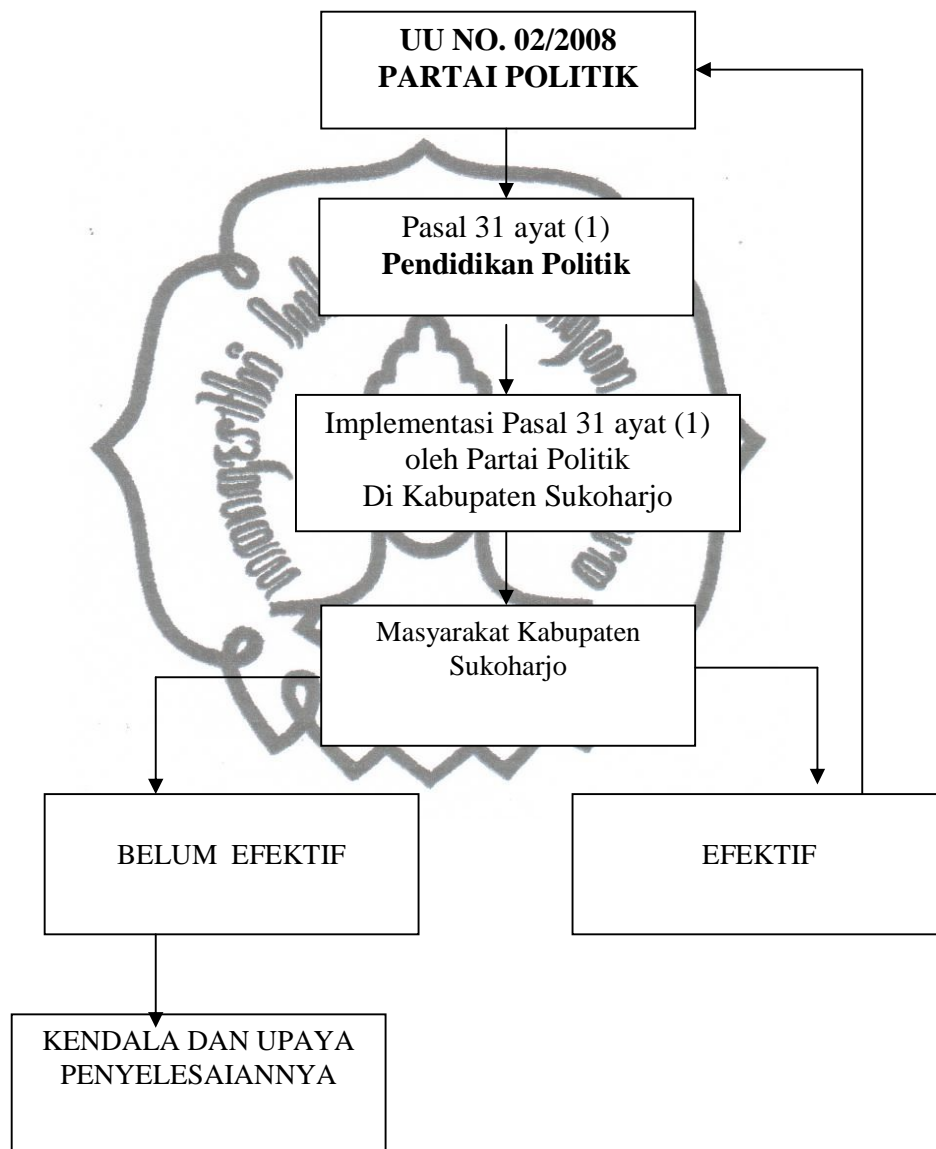 UU NO. 02/2008
PARTAI POLITIK
Pasal 31 ayat (1)
Pendidikan Politik
Implementasi Pasal 31 ayat (1)
oleh Partai Politik
Di Kabupaten Sukoharjo
Masyarakat Kabupaten
Sukoharjo
BELUM EFEKTIF
EFEKTIF
KENDALA DAN UPAYA
PENYELESAIANNYA